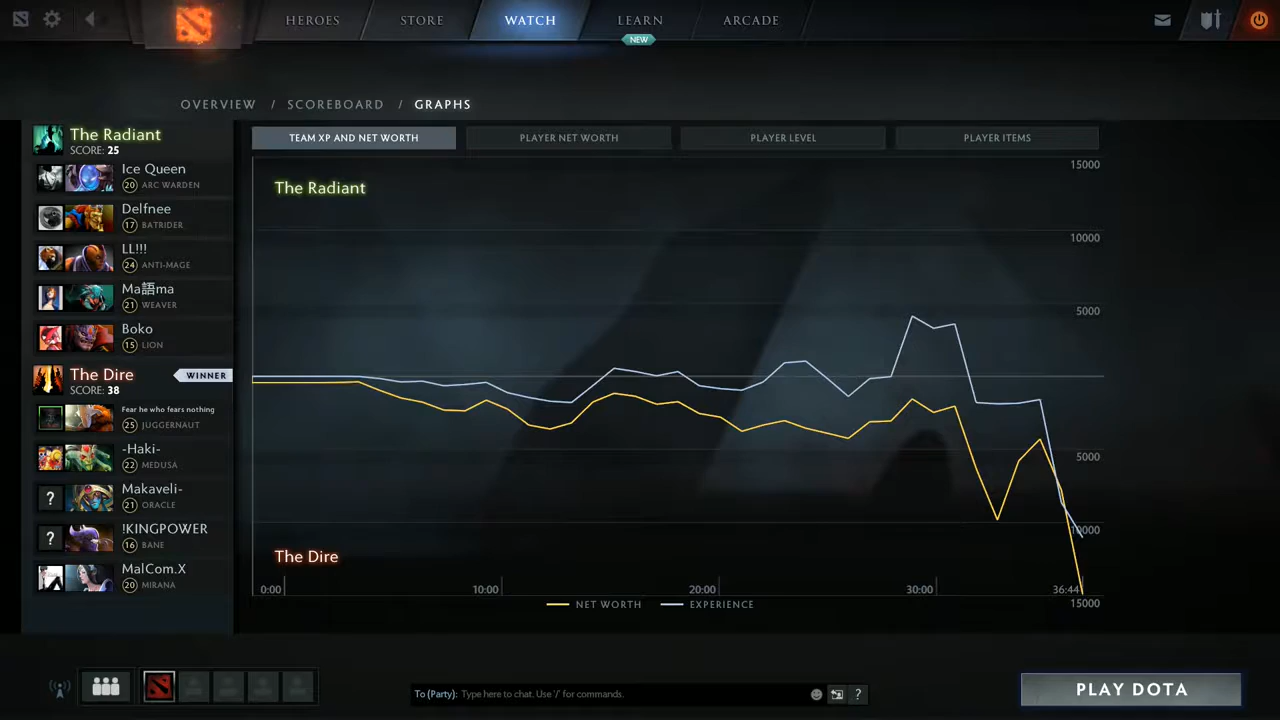 HEROES
STORE
WATCH
LEARN
ARCADE
NEW
OVERVIEW / SCOREBOARD / GRAPHS
The Radiant
SCORE: 25
Ice Queen
20 ARC WARDEN
Delfnee
17 BATRIDER
LL!!!
24 ANTI-MAGE
Ma語ma
21 WEAVER
Boko
15 LION
The Dire
WINNER
SCORE: 38
Fear he who fears nothing
25 JUGGERNAUT
-Haki-
22 MEDUSA
?
Makaveli-
21 ORACLE
?
!KINGPOWER
16 BANE
MalCom.X
20 MIRANA
TEAM XP AND NET WORTH
PLAYER NET WORTH
PLAYER LEVEL
PLAYER ITEMS
The Radiant
15000
10000
5000
5000
10000
15000
The Dire
0:00
10:00
20:00
30:00
36:44
NET WORTH
EXPERIENCE
To (Party): Type here to chat. Use '/' for commands.
?
PLAY DOTA